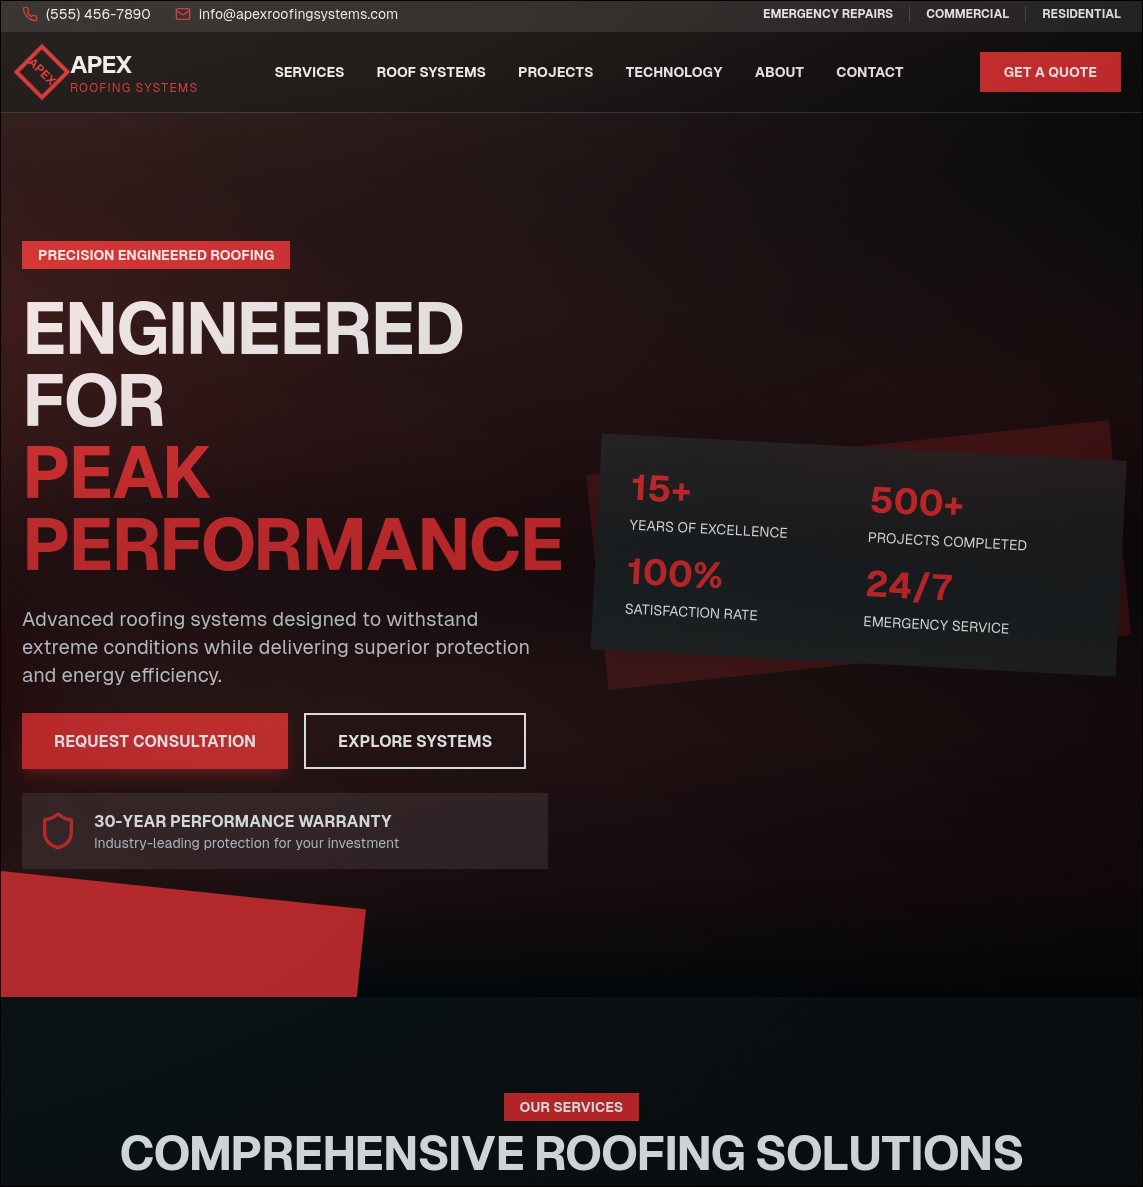 (555) 456-7890
info@apexroofingsystems.com
EMERGENCY REPAIRS
COMMERCIAL
RESIDENTIAL
APEX
APEX
ROOFING SYSTEMS
SERVICES
ROOF SYSTEMS
PROJECTS
TECHNOLOGY
ABOUT
CONTACT
GET A QUOTE
PRECISION ENGINEERED ROOFING
ENGINEERED
FOR
PEAK
PERFORMANCE
Advanced roofing systems designed to withstand
extreme conditions while delivering superior protection
and energy efficiency.
REQUEST CONSULTATION
EXPLORE SYSTEMS
30-YEAR PERFORMANCE WARRANTY
Industry-leading protection for your investment
15+
YEARS OF EXCELLENCE
500+
PROJECTS COMPLETED
100%
SATISFACTION RATE
24/7
EMERGENCY SERVICE
OUR SERVICES
COMPREHENSIVE ROOFING SOLUTIONS